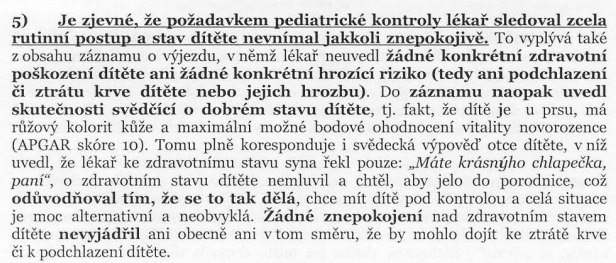 5) Je zjevné, že požadavkem pediatrické kontroly lékař sledoval zcela
rutinní postup a stav dítěte nevnímal jakkoli znepokojivě. To vyplývá také
z obsahu záznamu o výjezdu, v němž lékař neuvedl žádné konkrétní zdravotní
poškození dítěte ani žádné konkrétní hrozící riziko (tedy ani podchlazení
či ztrátu krve dítěte nebo jejich hrozbu). Do záznamu naopak uvedl
skutečnosti svědčící o dobrém stavu dítěte, tj. fakt, že dítě je u prsu, má
růžový kolorit kůže a maximální možné bodové ohodnocení vitality novorozence
(APGAR skóre 10). Tomu plně koresponduje i svědecká výpověď otce dítěte, v níž
uvedl, že lékař ke zdravotnímu stavu syna řekl pouze: „Máte krásnýho chlapečka,
paní“, o zdravotním stavu dítěte nemluvil a chtěl, aby jelo do porodnice, což
odůvodňoval tím, že se to tak dělá, chce mít dítě pod kontrolou a celá situace
je moc alternativní a neobvyklá. Žádné znepokojení nad zdravotním stavem
dítěte nevyjádřil ani obecně ani v tom směru, že by mohlo dojít ke ztrátě krve
či k podchlazení dítěte.